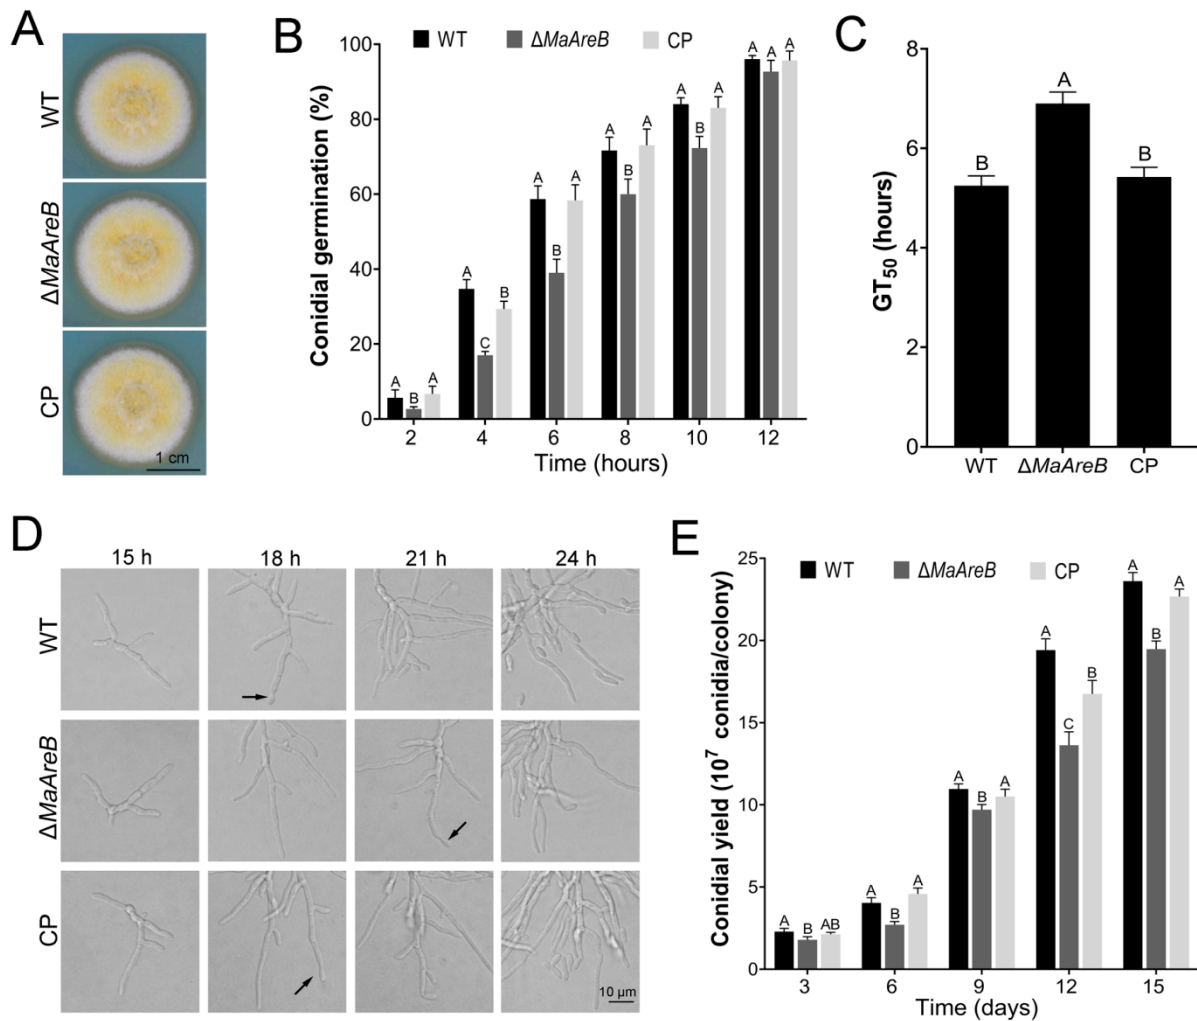 A
WT
ΔMaAreB
CP
1 cm
B
WT
ΔMaAreB
CP
Conidial germination (%)
100
80
60
40
20
0
A
B
A
A
C
B
A
B
A
A
B
A
A
B
A
A
A
A
2
4
6
8
10
12
Time (hours)
C
GT50 (hours)
8
6
4
2
0
B
A
B
WT
ΔMaAreB
CP
D
15 h
18 h
21 h
24 h
WT
ΔMaAreB
CP
10 μm
E
WT
ΔMaAreB
CP
Conidial yield (10⁷ conidia/colony)
25
20
15
10
5
0
A
B
AB
A
B
A
A
B
A
A
C
B
A
B
A
3
6
9
12
15
Time (days)